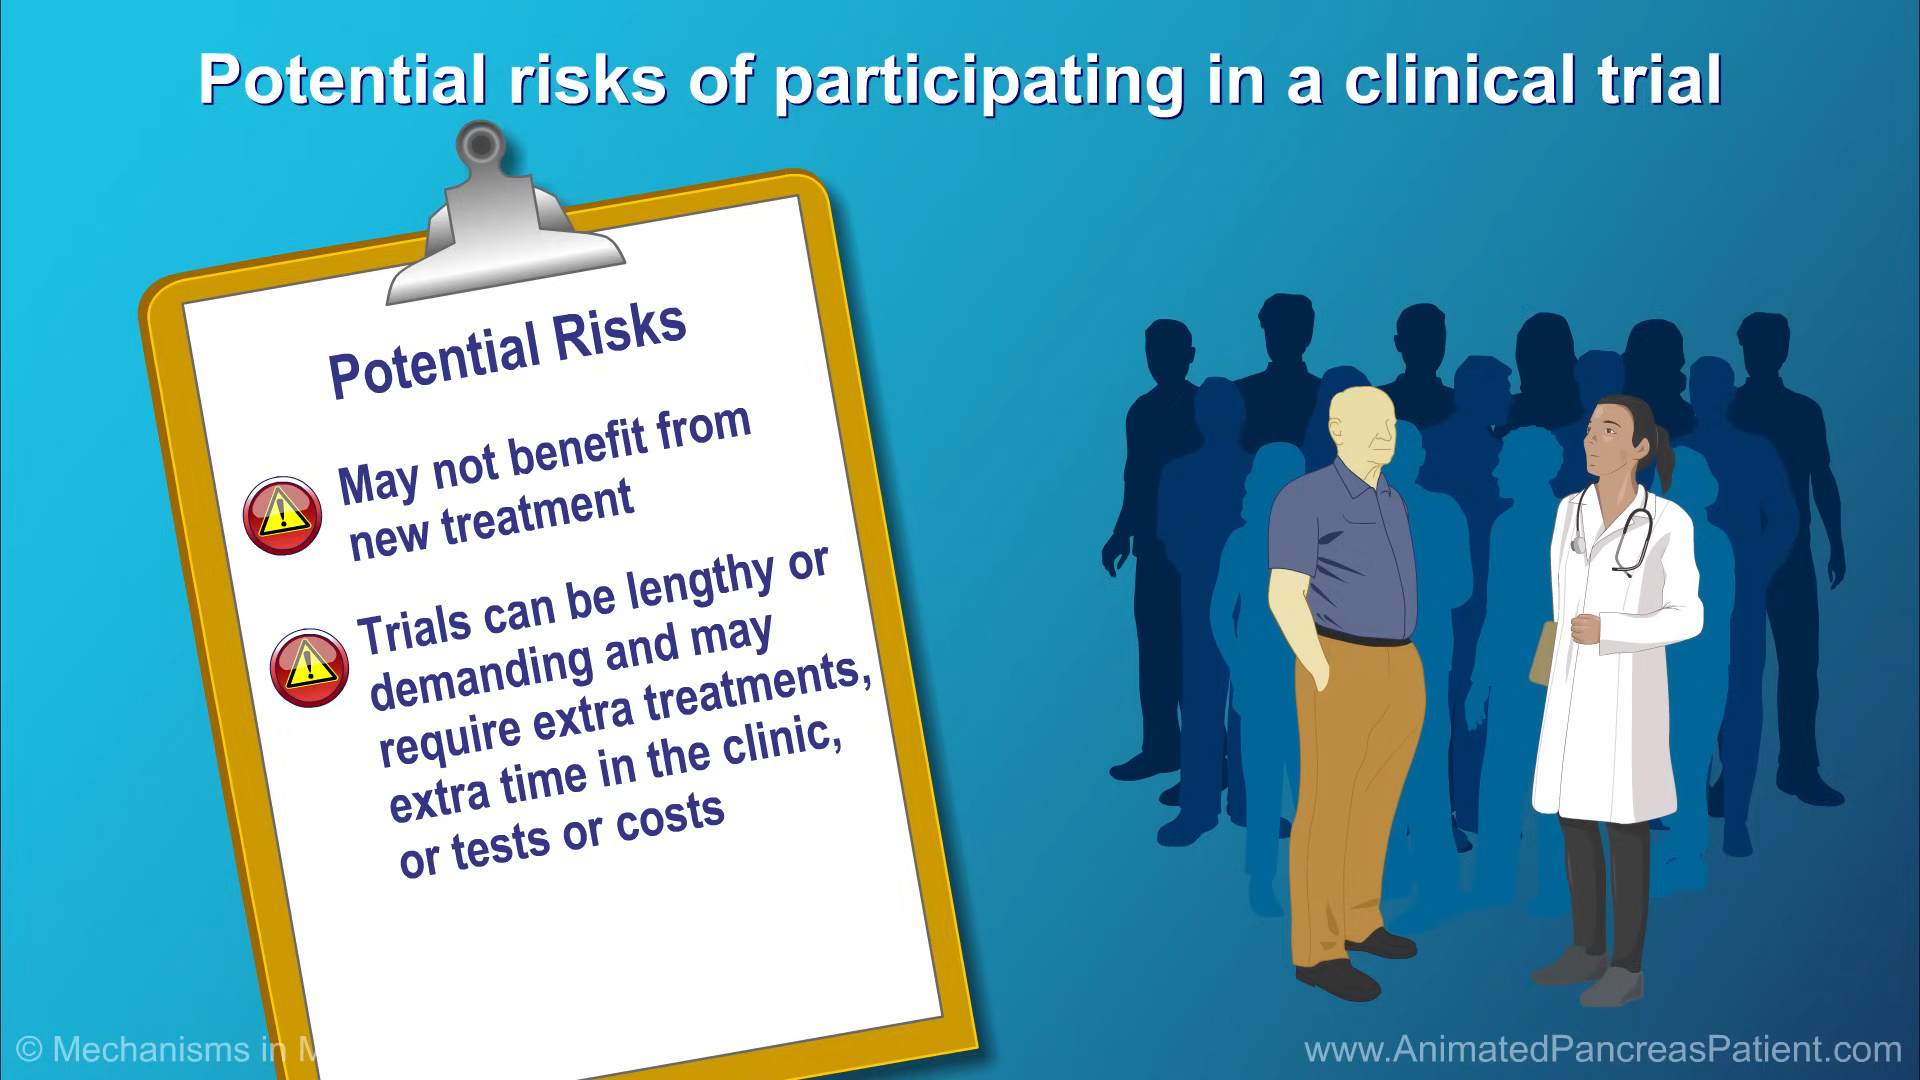 Potential risks of participating in a clinical trial
Potential Risks
May not benefit from
new treatment
Trials can be lengthy or
demanding and may
require extra treatments,
extra time in the clinic,
or tests or costs
© Mechanisms in
www.AnimatedPancreasPatient.com